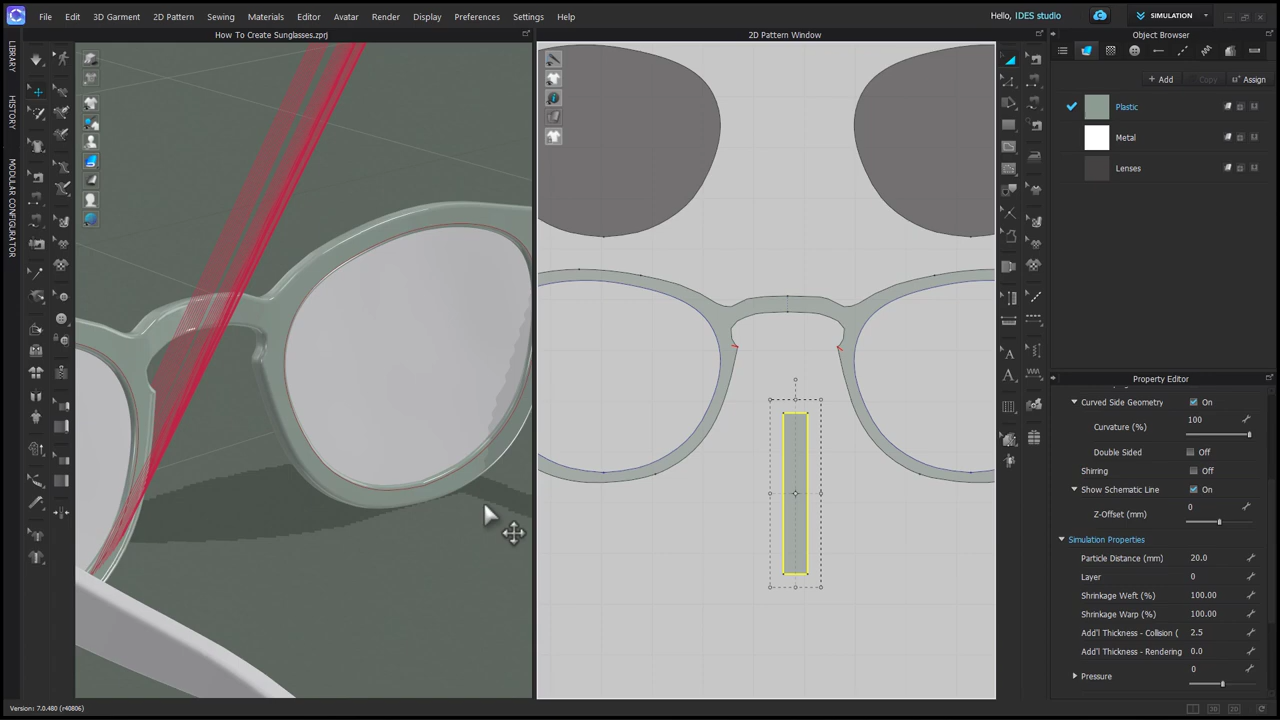 File Edit 3D Garment 2D Pattern Sewing Materials Editor Avatar Render Display Preferences Settings Help
Hello, IDES studio
SIMULATION
LIBRARY
HISTORY
MODULAR CONFIGURATOR
How To Create Sunglasses.zprj
2D Pattern Window
Object Browser
+ Add Copy Assign
Plastic
Metal
Lenses
Property Editor
Curved Side Geometry On
Curvature (%) 100
Double Sided Off
Shirring Off
Show Schematic Line On
Z-Offset (mm) 0
Simulation Properties
Particle Distance (mm) 20.0
Layer 0
Shrinkage Weft (%) 100.00
Shrinkage Warp (%) 100.00
Add'l Thickness - Collision ( 2.5
Add'l Thickness - Rendering 0.0
Pressure 0
Version: 7.0.480 (r40806)
3D 2D